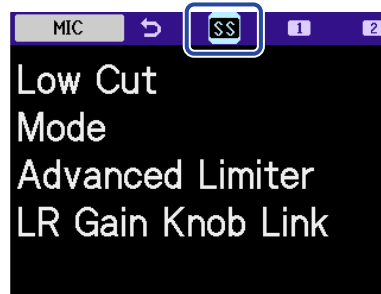 MIC SS 1 2
Low Cut
Mode
Advanced Limiter
LR Gain Knob Link